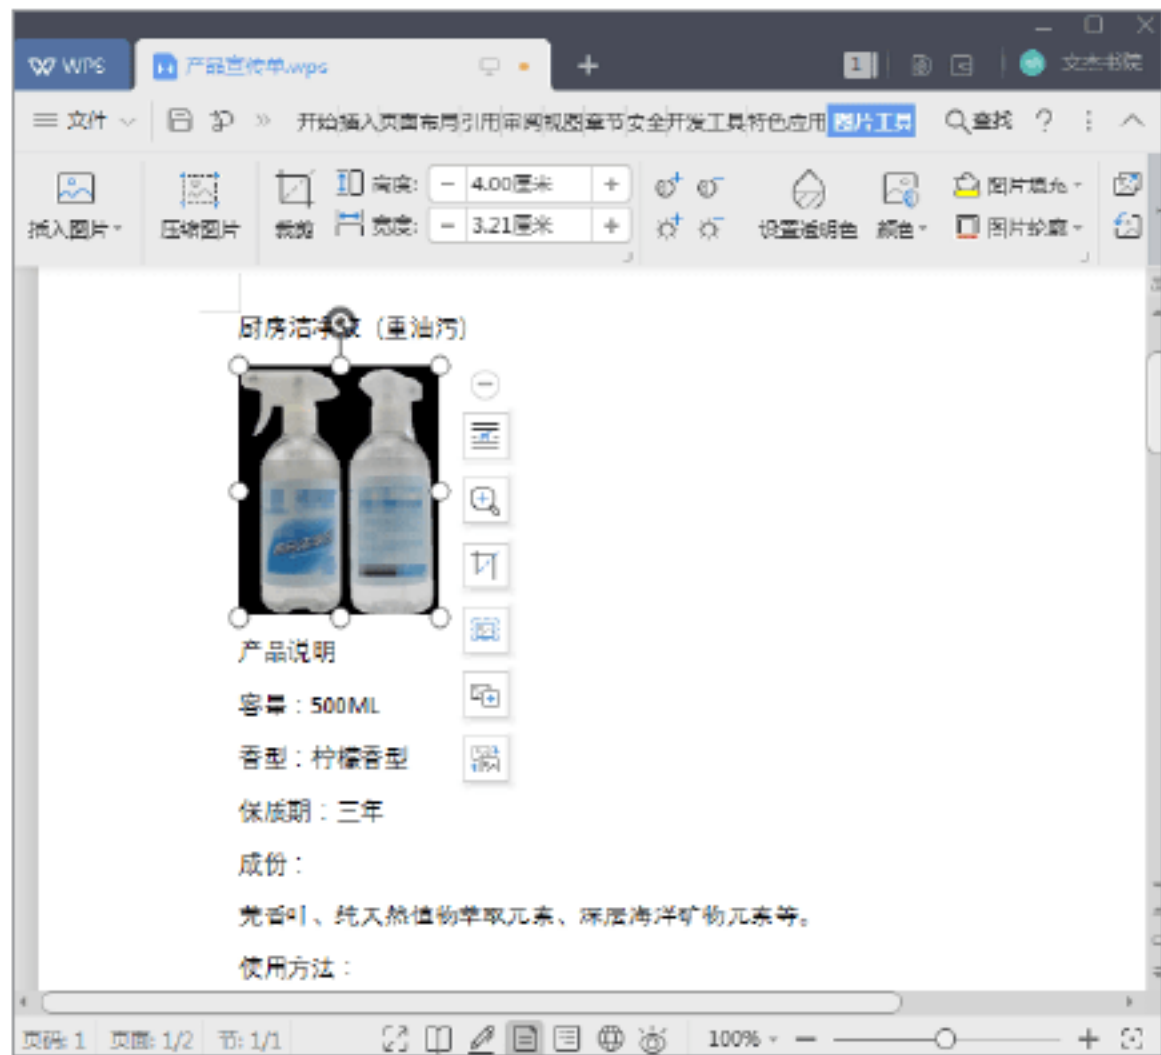 WPS 产品宣传单.wps + 1 文杰书院
文件 开始 插入 页面布局 引用 审阅 视图 章节 安全 开发工具 特色应用 图片工具 查找 ?
高度: - 4.00厘米 + 图片填充
插入图片 压缩图片 裁剪 宽度: - 3.21厘米 + 设置透明色 颜色 图片轮廓
厨房洁净 (重油污)
产品说明
容量：500ML
香型：柠檬香型
保质期：三年
成份：
芫香叶、纯天然植物萃取元素、深层海洋矿物元素等。
使用方法：
页码: 1 页面: 1/2 节: 1/1 100%